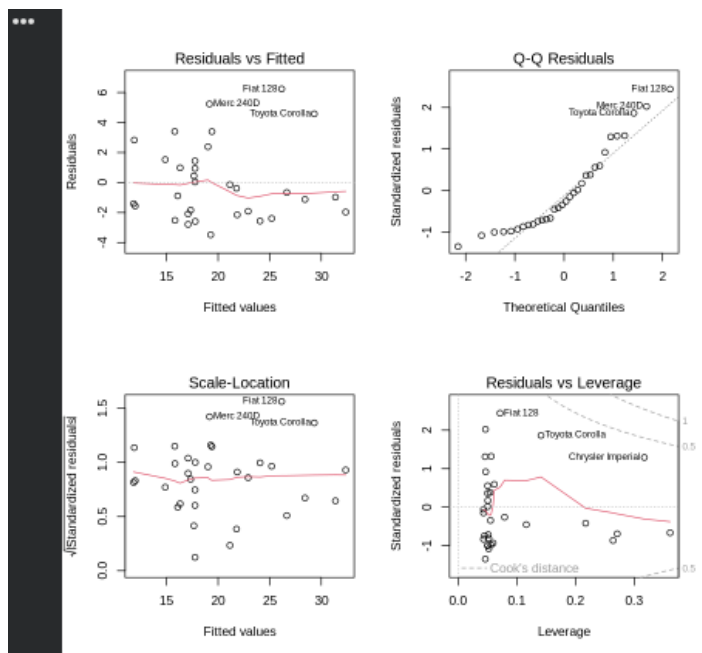 Residuals vs Fitted
Fiat 128
Merc 240D
Toyota Corolla
Residuals
6
4
2
0
-2
-4
15 20 25 30
Fitted values
Q-Q Residuals
Fiat 128
Merc 240D
Toyota Corolla
Standardized residuals
2
1
0
-1
-2 -1 0 1 2
Theoretical Quantiles
Scale-Location
Fiat 128
Merc 240D
Toyota Corolla
√|Standardized residuals|
1.5
1.0
0.5
0.0
15 20 25 30
Fitted values
Residuals vs Leverage
Fiat 128
Toyota Corolla
Chrysler Imperial
1
0.5
0.5
Cook's distance
Standardized residuals
2
1
0
-1
0.0 0.1 0.2 0.3
Leverage